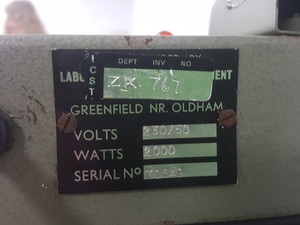 DEPT INV NO
ICST
ZK 767
LAB
MENT
GREENFIELD NR. OLDHAM
VOLTS 230/50
WATTS 2000
SERIAL Nº